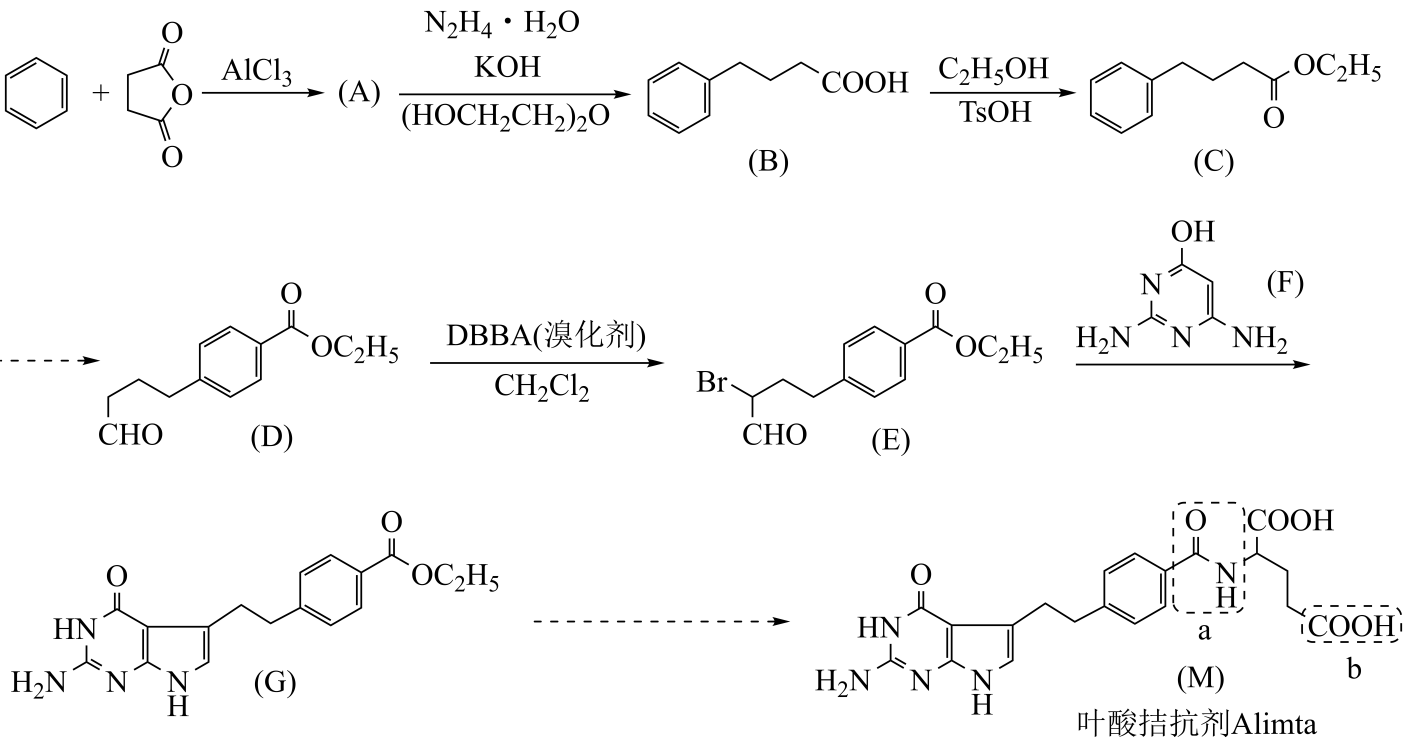 O
O
O
+
AlCl₃
(A)
N₂H₄·H₂O
KOH
(HOCH₂CH₂)₂O
COOH
(B)
C₂H₅OH
TsOH
OC₂H₅
O
(C)
O
OC₂H₅
CHO
(D)
DBBA(溴化剂)
CH₂Cl₂
O
OC₂H₅
Br
CHO
(E)
OH
N
(F)
H₂N
N
NH₂
O
OC₂H₅
O
HN
H₂N
N
N
H
(G)
O
COOH
N
H
a
COOH
b
O
HN
H₂N
N
N
H
(M)
叶酸拮抗剂Alimta